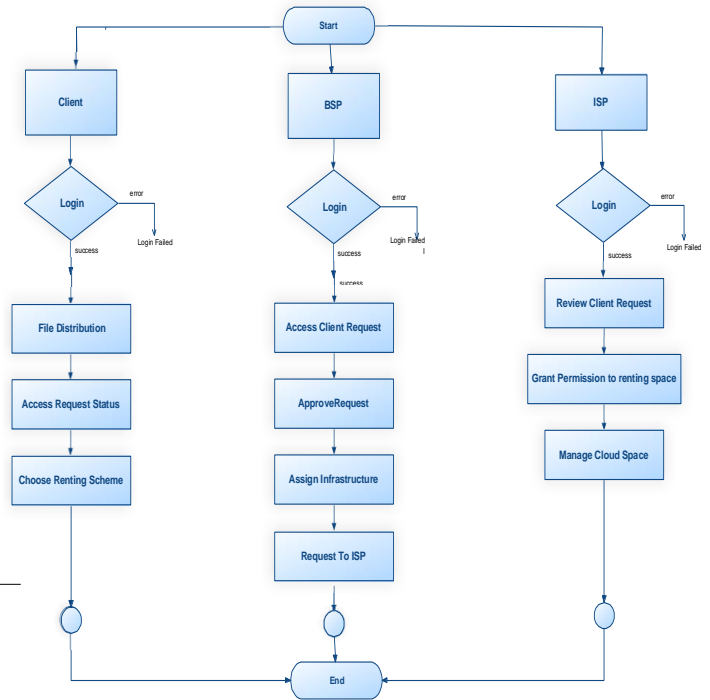 Start
Client
BSP
ISP
Login
error
Login Failed
success
Login
error
Login Failed
l
success
success
Login
error
Login Failed
success
File Distribution
Access Request Status
Choose Renting Scheme
Access Client Request
ApproveRequest
Assign Infrastructure
Request To ISP
Review Client Request
Grant Permission to renting space
Manage Cloud Space
End